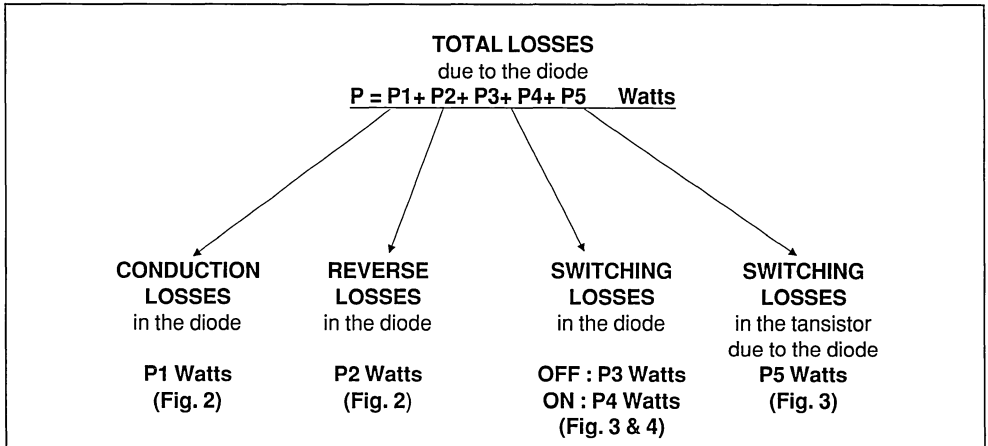 TOTAL LOSSES
due to the diode
P = P1+ P2+ P3+ P4+ P5 Watts
CONDUCTION
LOSSES
in the diode
P1 Watts
(Fig. 2)
REVERSE
LOSSES
in the diode
P2 Watts
(Fig. 2)
SWITCHING
LOSSES
in the diode
OFF : P3 Watts
ON : P4 Watts
(Fig. 3 & 4)
SWITCHING
LOSSES
in the tansistor
due to the diode
P5 Watts
(Fig. 3)